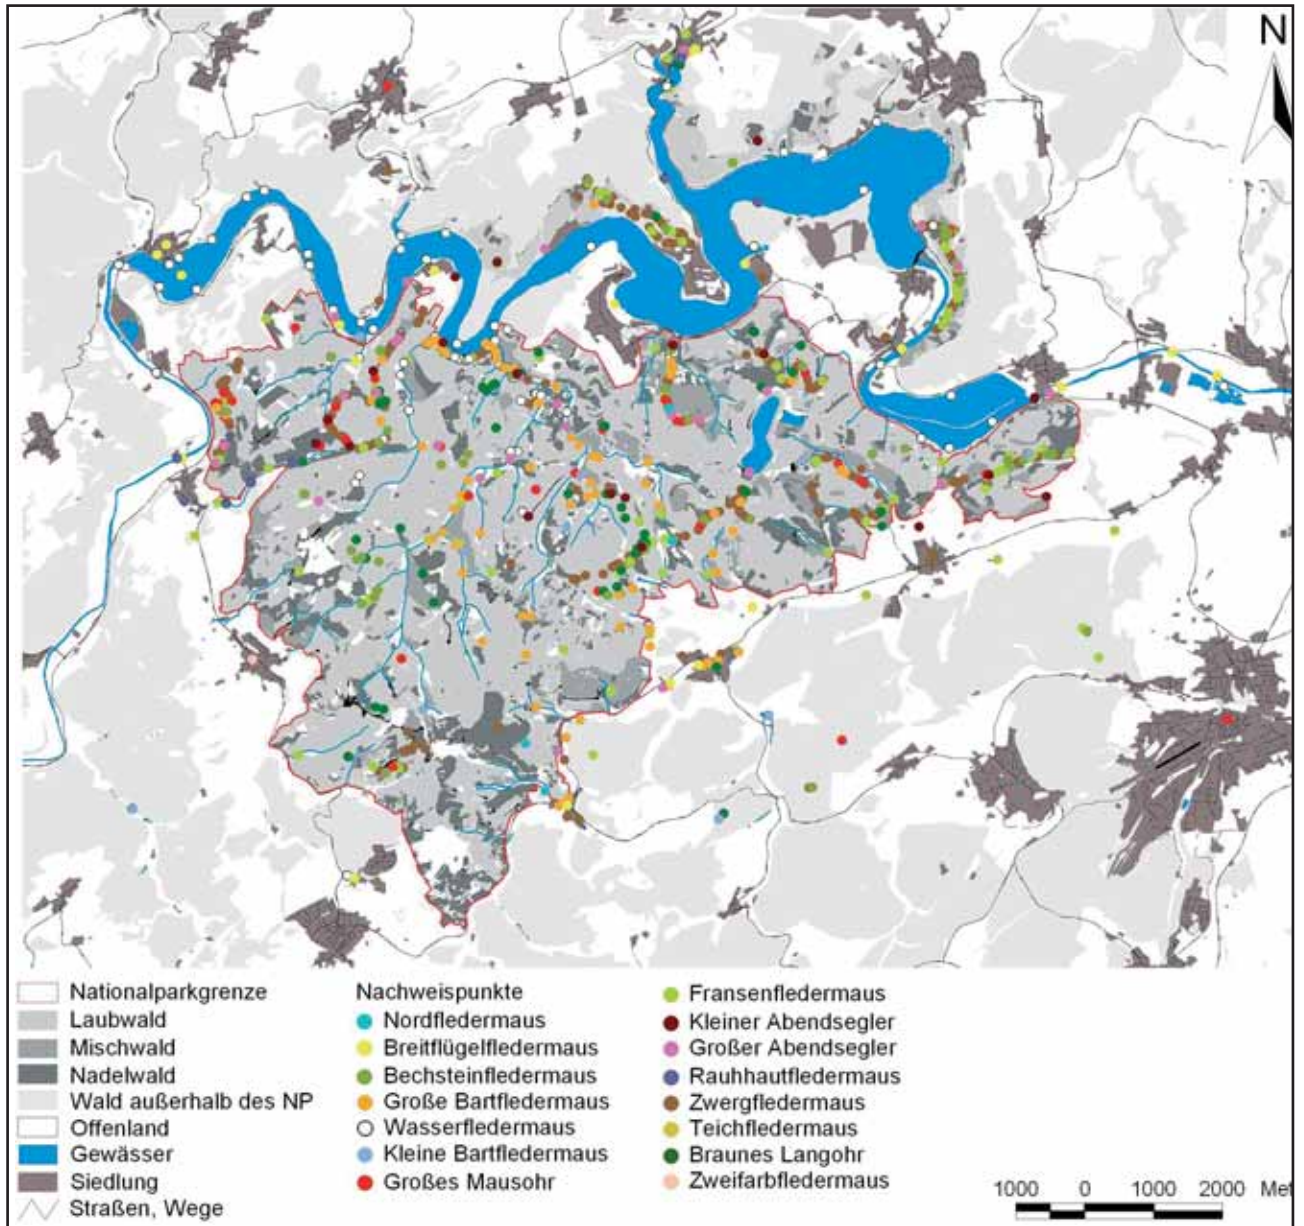 N
Nationalparkgrenze
Laubwald
Mischwald
Nadelwald
Wald außerhalb des NP
Offenland
Gewässer
Siedlung
Straßen, Wege
Nachweispunkte
Nordfledermaus
Breitflügelfledermaus
Bechsteinfledermaus
Große Bartfledermaus
Wasserfledermaus
Kleine Bartfledermaus
Großes Mausohr
Fransenfledermaus
Kleiner Abendsegler
Großer Abendsegler
Rauhhautfledermaus
Zwergfledermaus
Teichfledermaus
Braunes Langohr
Zweifarbfledermaus
1000 0 1000 2000 Met